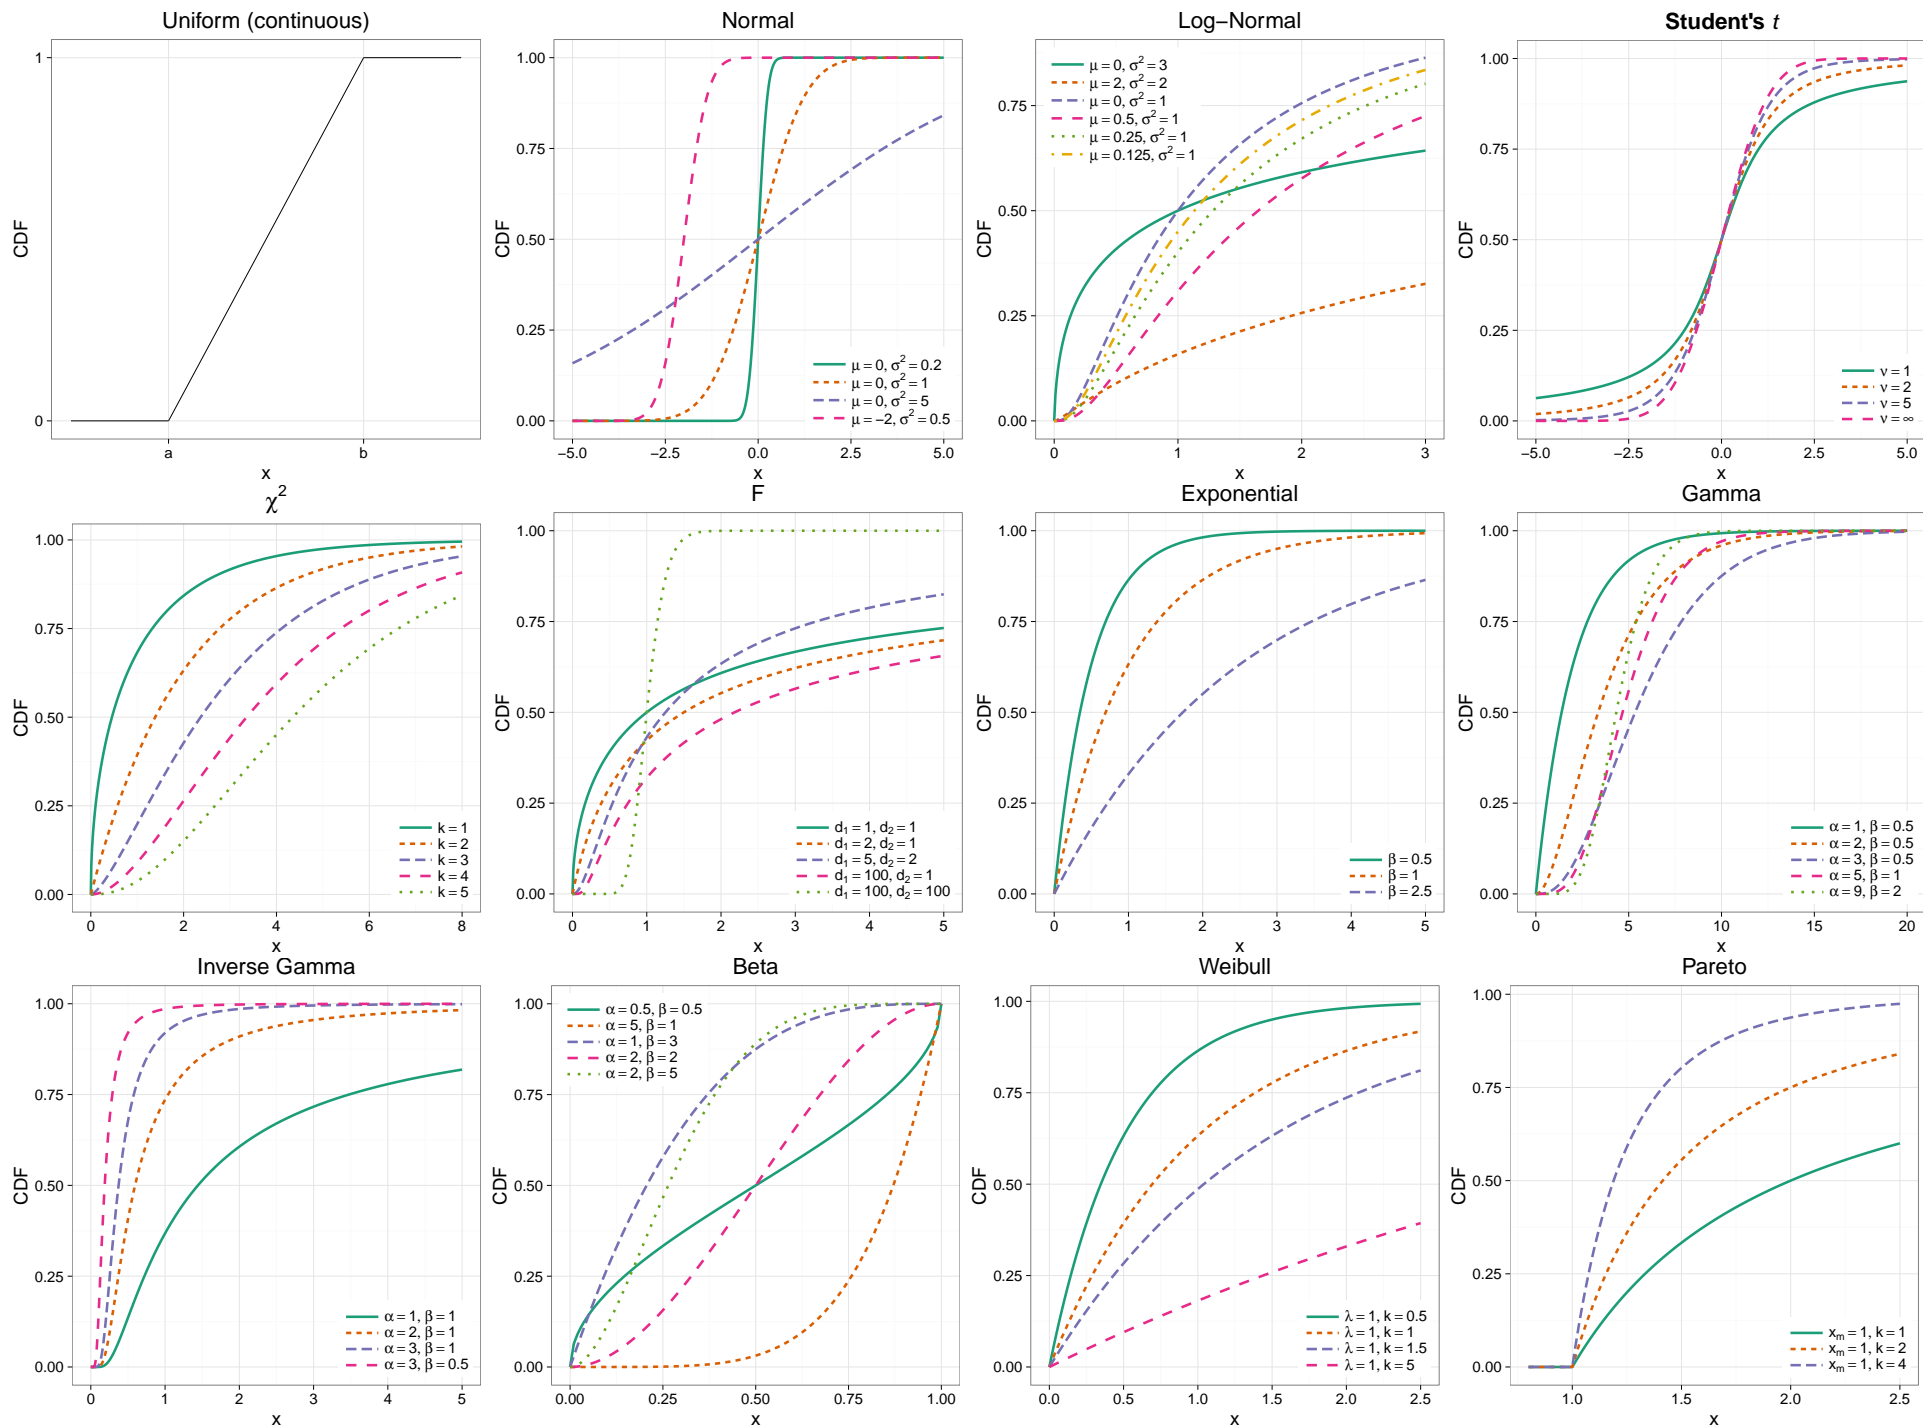 Uniform (continuous)
1
0
CDF
a b
x
Normal
1.00
0.75
0.50
0.25
0.00
CDF
μ = 0, σ² = 0.2
μ = 0, σ² = 1
μ = 0, σ² = 5
μ = −2, σ² = 0.5
−5.0 −2.5 0.0 2.5 5.0
x
Log−Normal
μ = 0, σ² = 3
μ = 2, σ² = 2
μ = 0, σ² = 1
μ = 0.5, σ² = 1
μ = 0.25, σ² = 1
μ = 0.125, σ² = 1
0.75
0.50
0.25
0.00
CDF
0 1 2 3
x
Student's t
1.00
0.75
0.50
0.25
0.00
CDF
ν = 1
ν = 2
ν = 5
ν = ∞
−5.0 −2.5 0.0 2.5 5.0
x
χ²
1.00
0.75
0.50
0.25
0.00
CDF
k = 1
k = 2
k = 3
k = 4
k = 5
0 2 4 6 8
x
F
1.00
0.75
0.50
0.25
0.00
CDF
d₁ = 1, d₂ = 1
d₁ = 2, d₂ = 1
d₁ = 5, d₂ = 2
d₁ = 100, d₂ = 1
d₁ = 100, d₂ = 100
0 1 2 3 4 5
x
Exponential
1.00
0.75
0.50
0.25
0.00
CDF
β = 0.5
β = 1
β = 2.5
0 1 2 3 4 5
x
Gamma
1.00
0.75
0.50
0.25
0.00
CDF
α = 1, β = 0.5
α = 2, β = 0.5
α = 3, β = 0.5
α = 5, β = 1
α = 9, β = 2
0 5 10 15 20
x
Inverse Gamma
1.00
0.75
0.50
0.25
0.00
CDF
α = 1, β = 1
α = 2, β = 1
α = 3, β = 1
α = 3, β = 0.5
0 1 2 3 4 5
x
Beta
α = 0.5, β = 0.5
α = 5, β = 1
α = 1, β = 3
α = 2, β = 2
α = 2, β = 5
1.00
0.75
0.50
0.25
0.00
CDF
0.00 0.25 0.50 0.75 1.00
x
Weibull
1.00
0.75
0.50
0.25
0.00
CDF
λ = 1, k = 0.5
λ = 1, k = 1
λ = 1, k = 1.5
λ = 1, k = 5
0.0 0.5 1.0 1.5 2.0 2.5
x
Pareto
1.00
0.75
0.50
0.25
0.00
CDF
xₘ = 1, k = 1
xₘ = 1, k = 2
xₘ = 1, k = 4
1.0 1.5 2.0 2.5
x